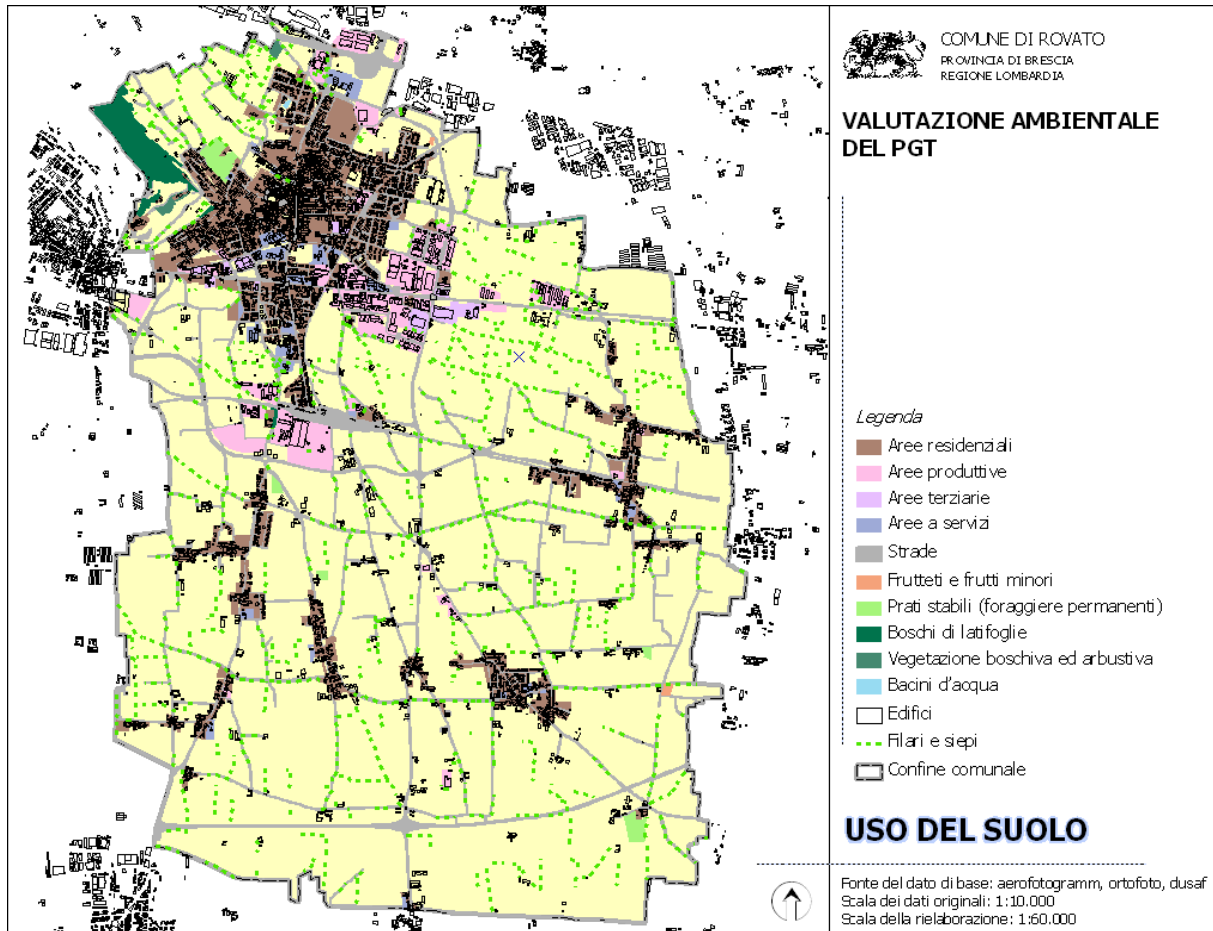 COMUNE DI ROVATO
PROVINCIA DI BRESCIA
REGIONE LOMBARDIA
VALUTAZIONE AMBIENTALE
DEL PGT
Legenda
Aree residenziali
Aree produttive
Aree terziarie
Aree a servizi
Strade
Frutteti e frutti minori
Prati stabili (foraggiere permanenti)
Boschi di latifoglie
Vegetazione boschiva ed arbustiva
Bacini d'acqua
Edifici
Filari e siepi
Confine comunale
USO DEL SUOLO
Fonte del dato di base: aerofotogramm, ortofoto, dusaf
Scala dei dati originali: 1:10.000
Scala della rielaborazione: 1:60.000